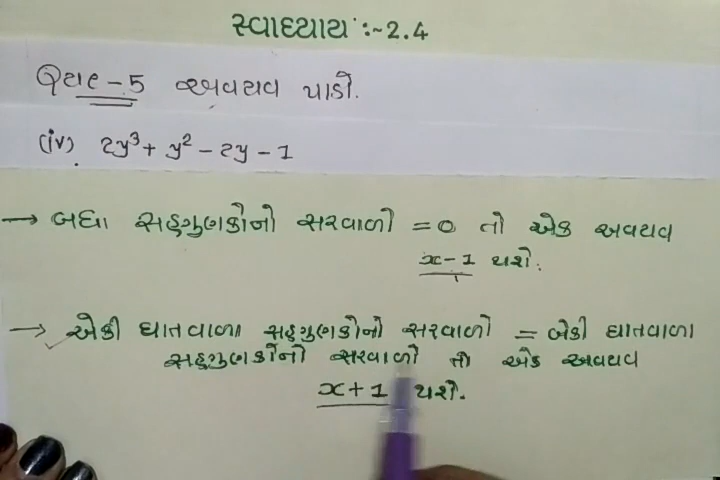 સ્વાધ્યાય :~ 2.4
પ્રશ્ન - 5 અવયવ પાડો.
(iv) 2y³ + y² - 2y - 1
→ બધા સહગુણકોનો સરવાળો = 0 તો એક અવયવ
x - 1 થશે.
→ એકી ઘાતવાળા સહગુણકોનો સરવાળો = બેકી ઘાતવાળા
સહગુણકોનો સરવાળો તો એક અવયવ
x + 1 થશે.